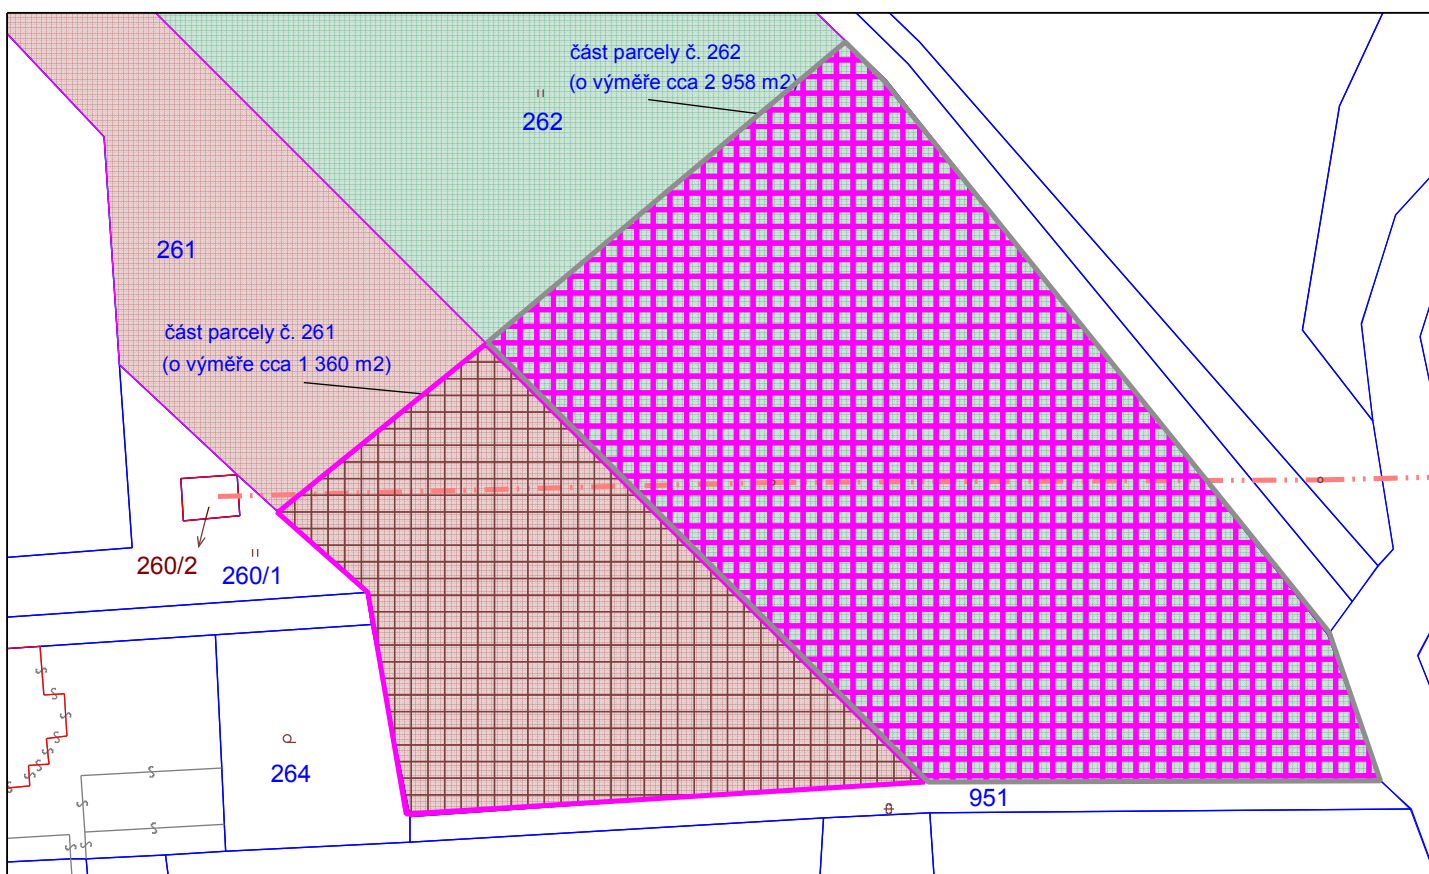 část parcely č. 262
(o výměře cca 2 958 m2)
262
261
část parcely č. 261
(o výměře cca 1 360 m2)
260/2
260/1
264
951